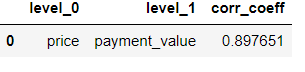 level_0 level_1 corr_coeff
0 price payment_value 0.897651